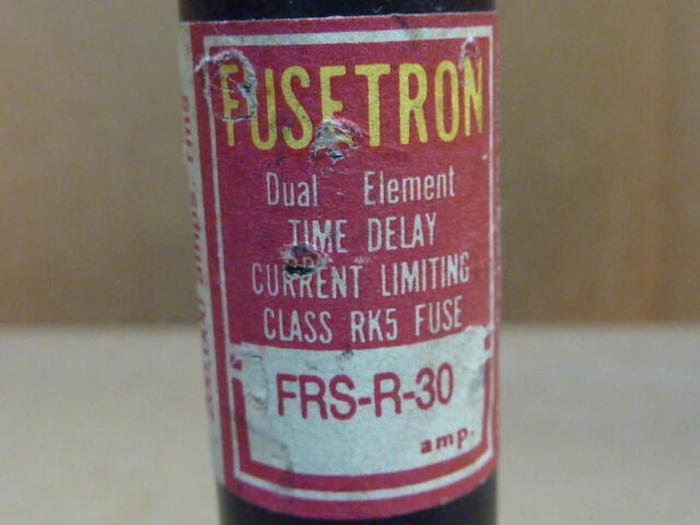 FUSETRON
Dual Element
TIME DELAY
CURRENT LIMITING
CLASS RK5 FUSE
FRS-R-30
amp.